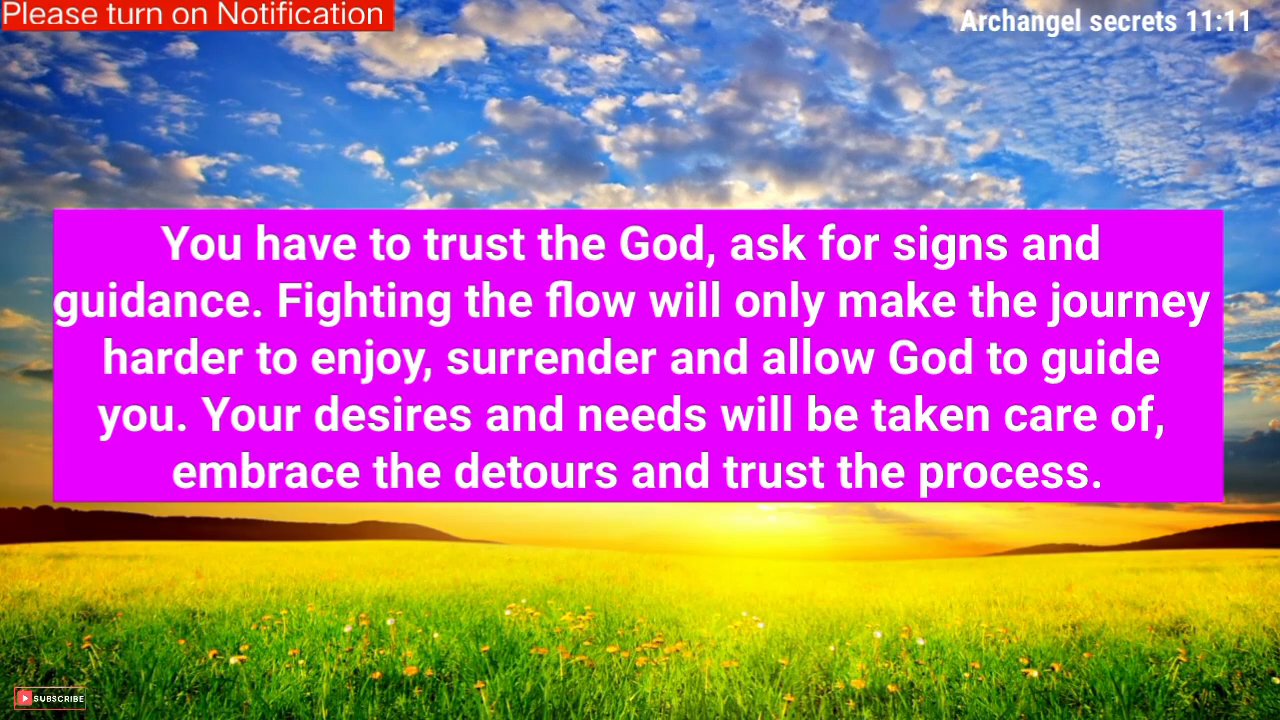 Please turn on Notification
Archangel secrets 11:11
You have to trust the God, ask for signs and
guidance. Fighting the flow will only make the journey
harder to enjoy, surrender and allow God to guide
you. Your desires and needs will be taken care of,
embrace the detours and trust the process.
SUBSCRIBE